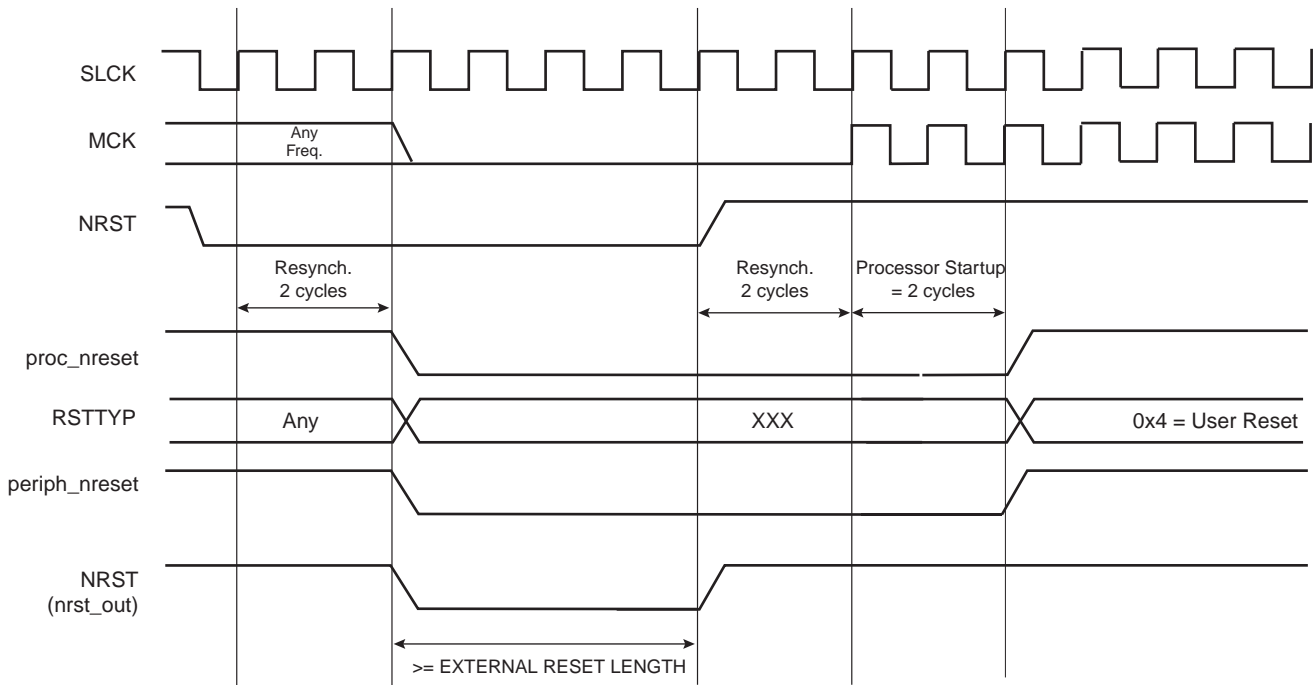 SLCK
MCK
Any
Freq.
NRST
Resynch.
2 cycles
Resynch.
2 cycles
Processor Startup
= 2 cycles
proc_nreset
RSTTYP
Any
XXX
0x4 = User Reset
periph_nreset
NRST
(nrst_out)
>= EXTERNAL RESET LENGTH